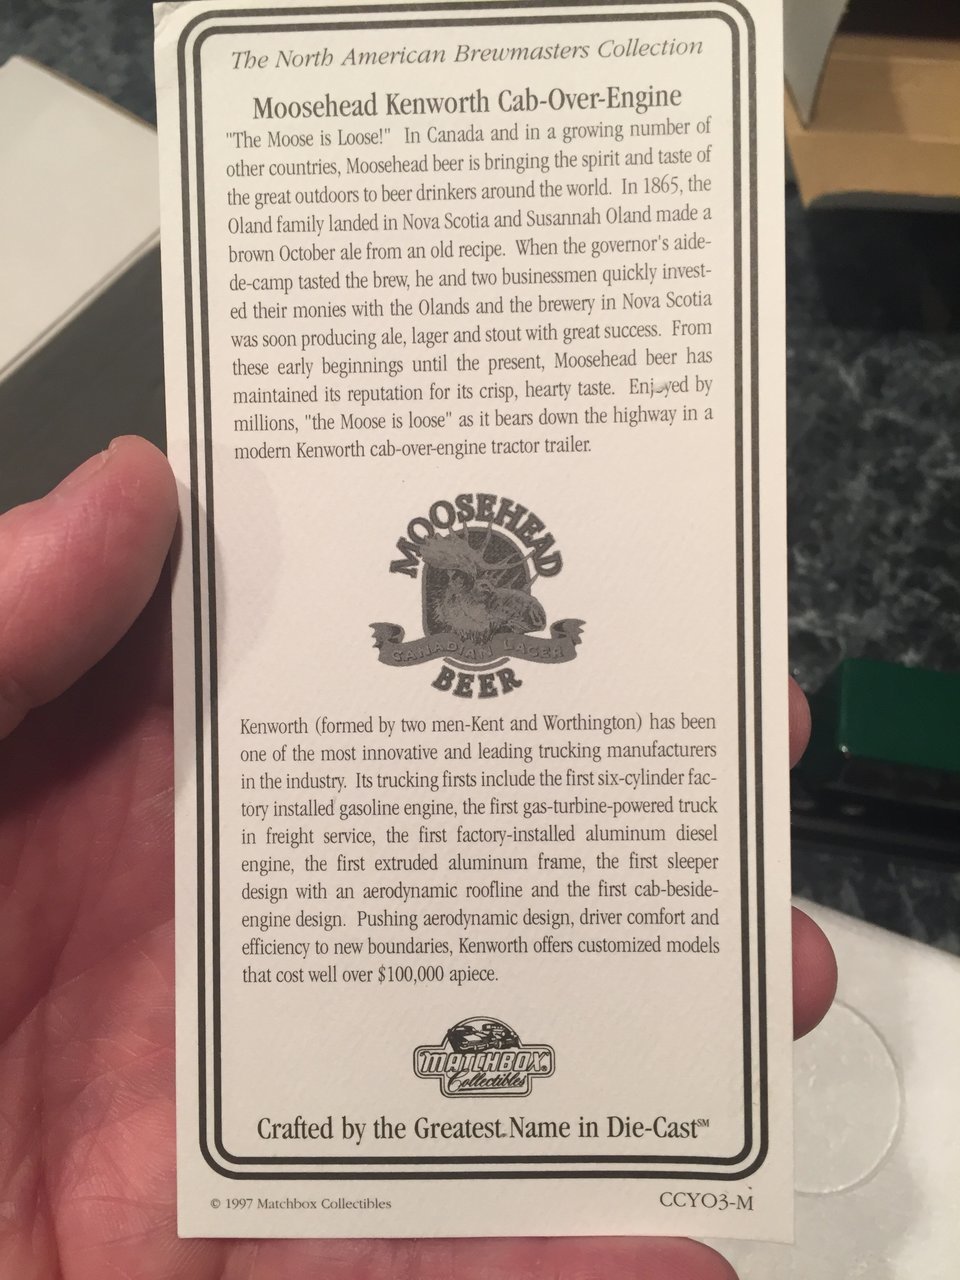 The North American Brewmasters Collection
Moosehead Kenworth Cab-Over-Engine
"The Moose is Loose!" In Canada and in a growing number of
other countries, Moosehead beer is bringing the spirit and taste of
the great outdoors to beer drinkers around the world. In 1865, the
Oland family landed in Nova Scotia and Susannah Oland made a
brown October ale from an old recipe. When the governor's aide-
de-camp tasted the brew, he and two businessmen quickly invest-
ed their monies with the Olands and the brewery in Nova Scotia
was soon producing ale, lager and stout with great success. From
these early beginnings until the present, Moosehead beer has
maintained its reputation for its crisp, hearty taste. Enjoyed by
millions, "the Moose is loose" as it bears down the highway in a
modern Kenworth cab-over-engine tractor trailer.
MOOSEHEAD
CANADIAN LAGER
BEER
Kenworth (formed by two men-Kent and Worthington) has been
one of the most innovative and leading trucking manufacturers
in the industry. Its trucking firsts include the first six-cylinder fac-
tory installed gasoline engine, the first gas-turbine-powered truck
in freight service, the first factory-installed aluminum diesel
engine, the first extruded aluminum frame, the first sleeper
design with an aerodynamic roofline and the first cab-beside-
engine design. Pushing aerodynamic design, driver comfort and
efficiency to new boundaries, Kenworth offers customized models
that cost well over $100,000 apiece.
MATCHBOX®
Collectibles
Crafted by the Greatest Name in Die-Cast℠
© 1997 Matchbox Collectibles
CCYO3-M